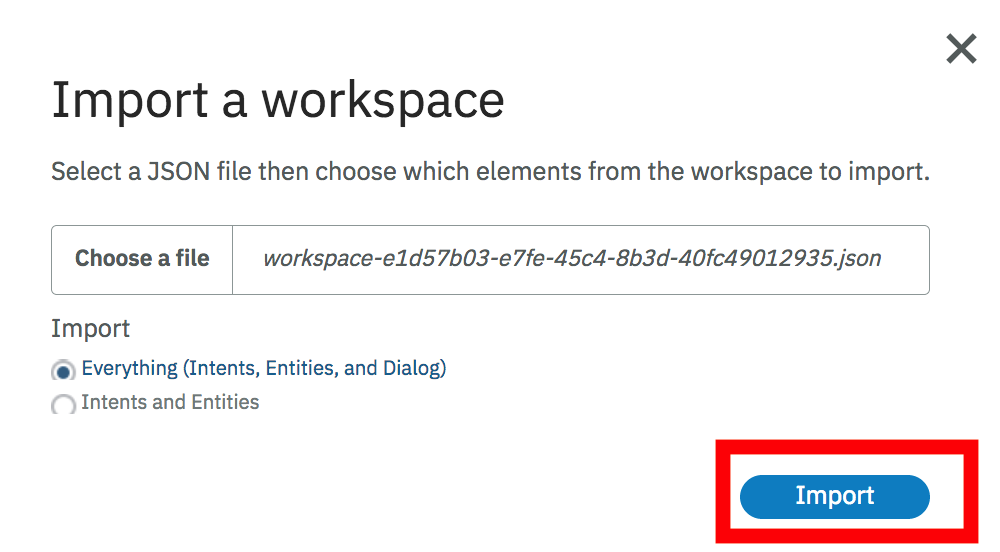 Import a workspace
Select a JSON file then choose which elements from the workspace to import.
Choose a file workspace-e1d57b03-e7fe-45c4-8b3d-40fc49012935.json
Import
Everything (Intents, Entities, and Dialog)
Intents and Entities
Import